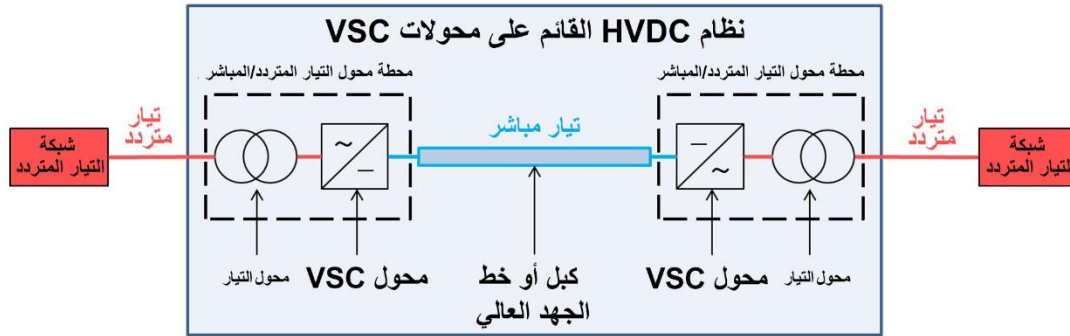 نظام HVDC القائم على محولات VSC
محطة محول التيار المتردد/المباشر
محطة محول التيار المتردد/المباشر .
تيار
متردد
تيار مباشر
تيار
متردد
شبكة
التيار المتردد
شبكة
التيار المتردد
محول التيار
محول VSC
كبل أو خط
الجهد العالي
محول VSC
محول التيار